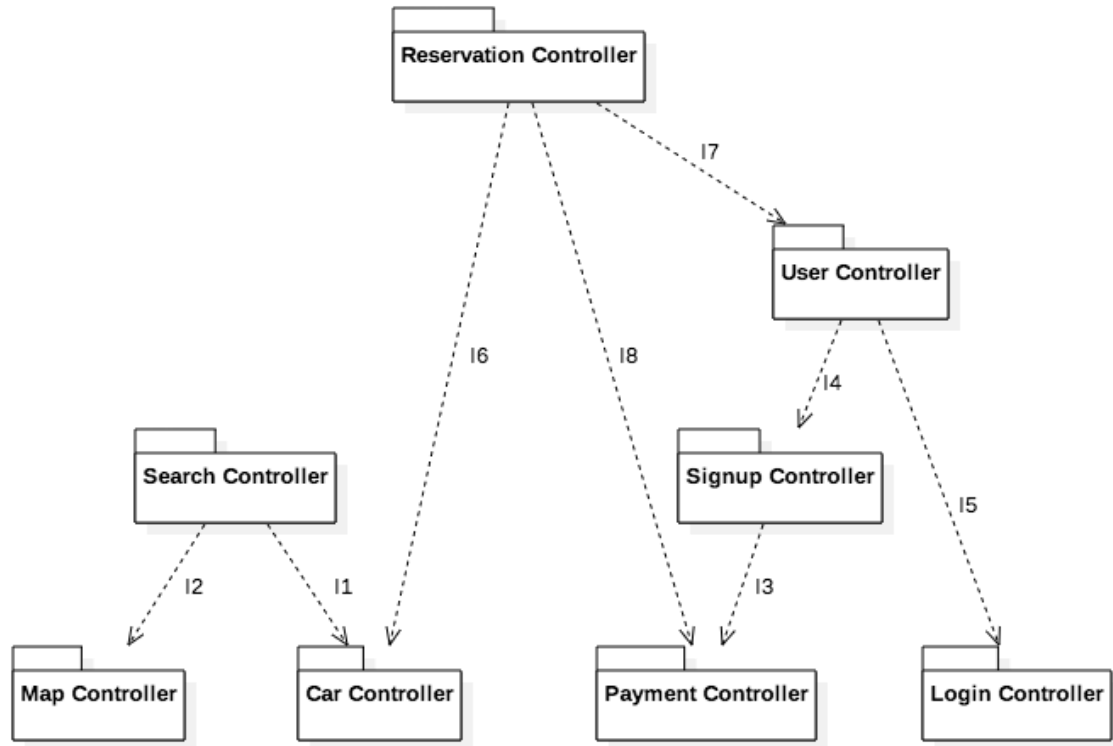 Reservation Controller
I7
User Controller
I6
I8
I4
Search Controller
Signup Controller
I5
I2
I1
I3
Map Controller
Car Controller
Payment Controller
Login Controller